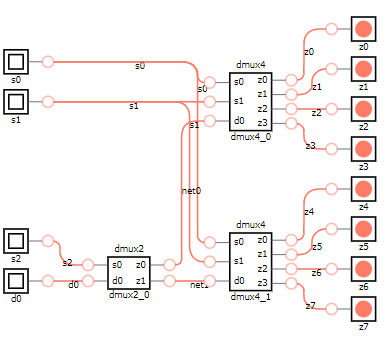 s0
s0
s1
s1
s0
s1
dmux4
s0
s1
d0
z0
z1
z2
z3
dmux4_0
z0
z1
z2
z3
z0
z1
z2
z3
net0
s2
s2
d0
d0
dmux2
s0
d0
z0
z1
dmux2_0
net1
dmux4
s0
s1
d0
z0
z1
z2
z3
dmux4_1
z4
z5
z6
z7
z4
z5
z6
z7